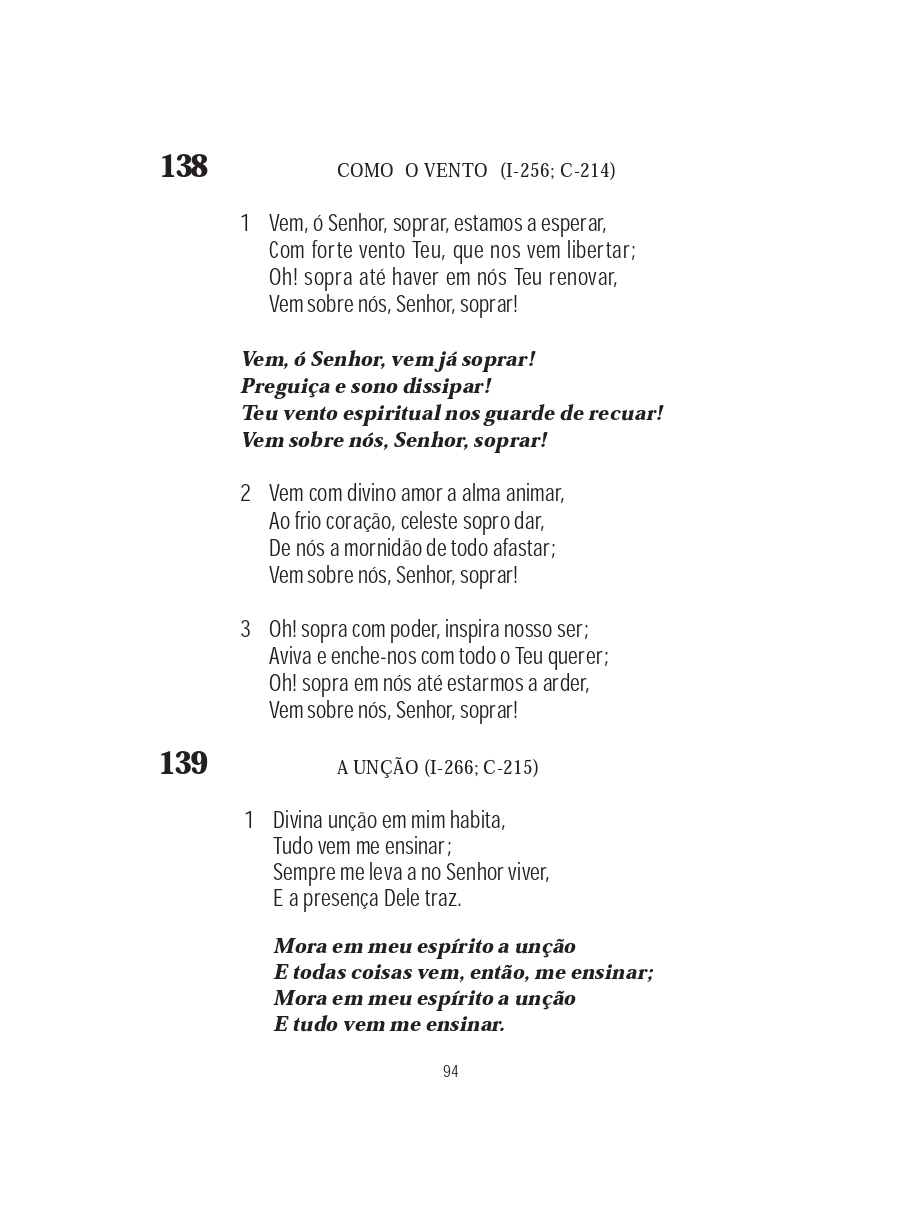 138 COMO O VENTO (I-256; C-214)
1 Vem, ó Senhor, soprar, estamos a esperar,
Com forte vento Teu, que nos vem libertar;
Oh! sopra até haver em nós Teu renovar,
Vem sobre nós, Senhor, soprar!
Vem, ó Senhor, vem já soprar!
Preguiça e sono dissipar!
Teu vento espiritual nos guarde de recuar!
Vem sobre nós, Senhor, soprar!
2 Vem com divino amor a alma animar,
Ao frio coração, celeste sopro dar,
De nós a mornidão de todo afastar;
Vem sobre nós, Senhor, soprar!
3 Oh! sopra com poder, inspira nosso ser;
Aviva e enche-nos com todo o Teu querer;
Oh! sopra em nós até estarmos a arder,
Vem sobre nós, Senhor, soprar!
139 A UNÇÃO (I-266; C-215)
1 Divina unção em mim habita,
Tudo vem me ensinar;
Sempre me leva a no Senhor viver,
E a presença Dele traz.
Mora em meu espírito a unção
E todas coisas vem, então, me ensinar;
Mora em meu espírito a unção
E tudo vem me ensinar.
94